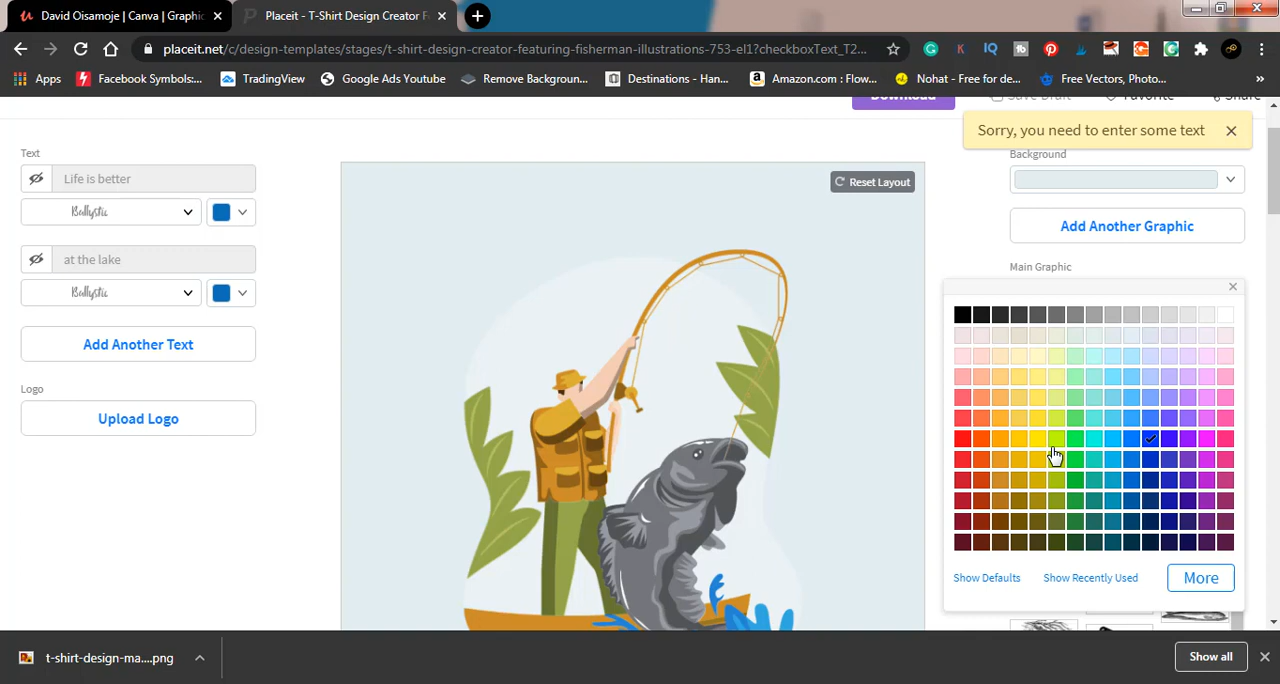 David Oisamoje | Canva | Graphic
Placeit - T-Shirt Design Creator F
placeit.net/c/design-templates/stages/t-shirt-design-creator-featuring-fisherman-illustrations-753-el1?checkboxText_T2...
Apps
Facebook Symbols...
TradingView
Google Ads Youtube
Remove Backgroun...
Destinations - Han...
Amazon.com : Flow...
Nohat - Free for de...
Free Vectors, Photo...
»
Download
Save Draft
Favorite
Share
Sorry, you need to enter some text
Text
Life is better
Ballystic
at the lake
Ballystic
Add Another Text
Logo
Upload Logo
Reset Layout
Background
Add Another Graphic
Main Graphic
Show Defaults
Show Recently Used
More
t-shirt-design-ma....png
Show all